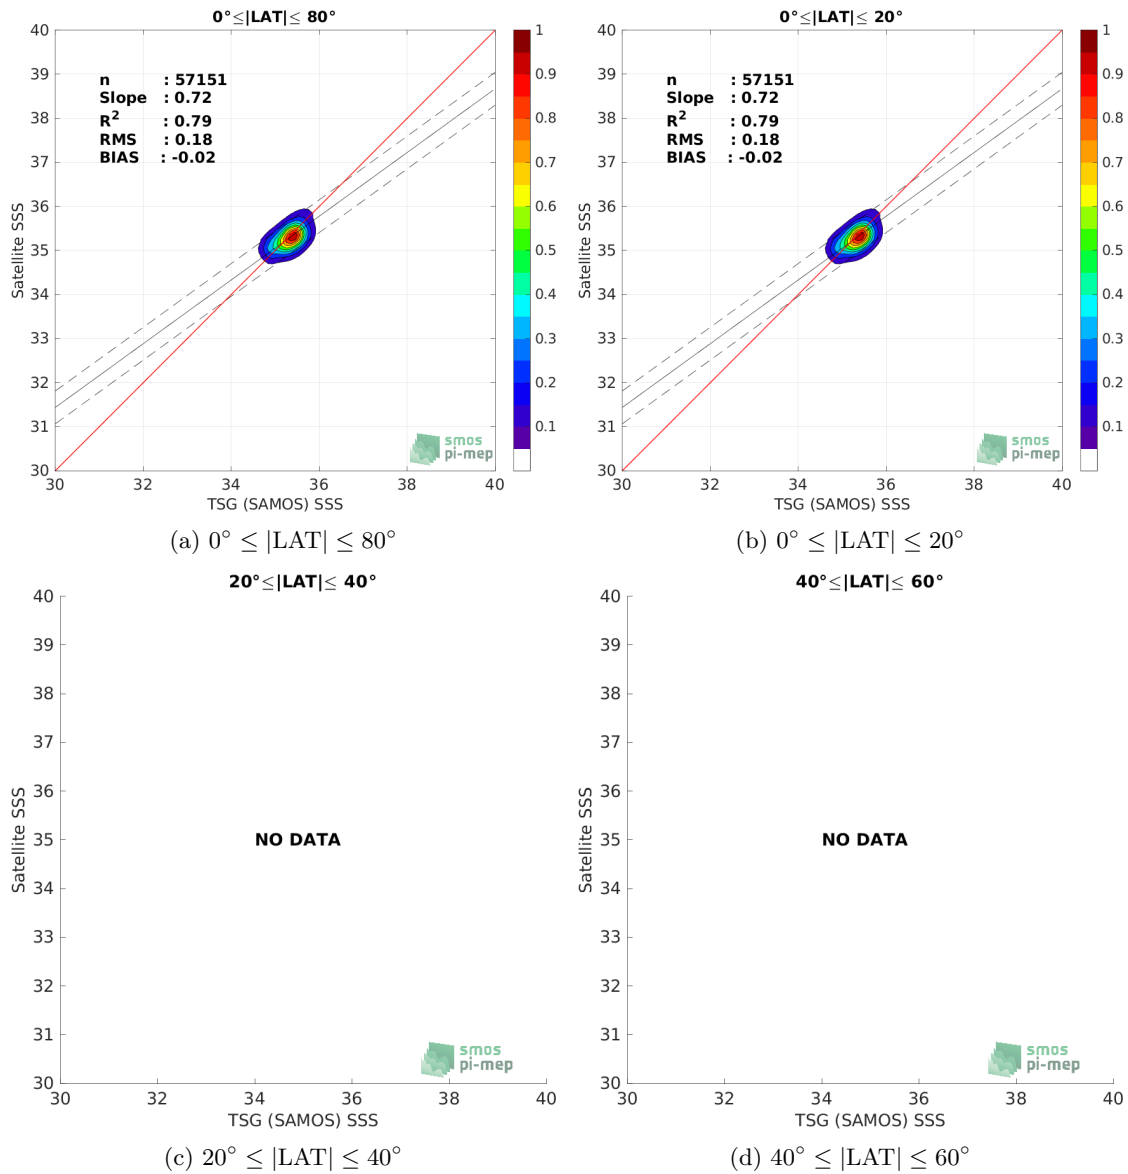 0°≤|LAT|≤ 80°
40
39
38
37
36
35
34
33
32
31
30
Satellite SSS
n : 57151
Slope : 0.72
R² : 0.79
RMS : 0.18
BIAS : -0.02
1
0.9
0.8
0.7
0.6
0.5
0.4
0.3
0.2
0.1
smos
pi-mep
30 32 34 36 38 40
TSG (SAMOS) SSS
(a) 0° ≤ |LAT| ≤ 80°
0°≤|LAT|≤ 20°
40
39
38
37
36
35
34
33
32
31
30
Satellite SSS
n : 57151
Slope : 0.72
R² : 0.79
RMS : 0.18
BIAS : -0.02
1
0.9
0.8
0.7
0.6
0.5
0.4
0.3
0.2
0.1
smos
pi-mep
30 32 34 36 38 40
TSG (SAMOS) SSS
(b) 0° ≤ |LAT| ≤ 20°
20°≤|LAT|≤ 40°
40
39
38
37
36
35
34
33
32
31
30
Satellite SSS
NO DATA
smos
pi-mep
30 32 34 36 38 40
TSG (SAMOS) SSS
(c) 20° ≤ |LAT| ≤ 40°
40°≤|LAT|≤ 60°
40
39
38
37
36
35
34
33
32
31
30
Satellite SSS
NO DATA
smos
pi-mep
30 32 34 36 38 40
TSG (SAMOS) SSS
(d) 40° ≤ |LAT| ≤ 60°